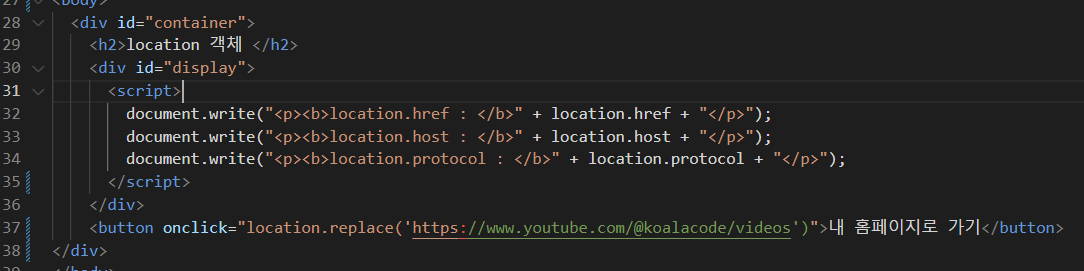 27 <body>
28 <div id="container">
29 <h2>location 객체 </h2>
30 <div id="display">
31 <script>
32 document.write("<p><b>location.href : </b>" + location.href + "</p>");
33 document.write("<p><b>location.host : </b>" + location.host + "</p>");
34 document.write("<p><b>location.protocol : </b>" + location.protocol + "</p>");
35 </script>
36 </div>
37 <button onclick="location.replace('https://www.youtube.com/@koalacode/videos')">내 홈페이지로 가기</button>
38 </div>
39 </body>